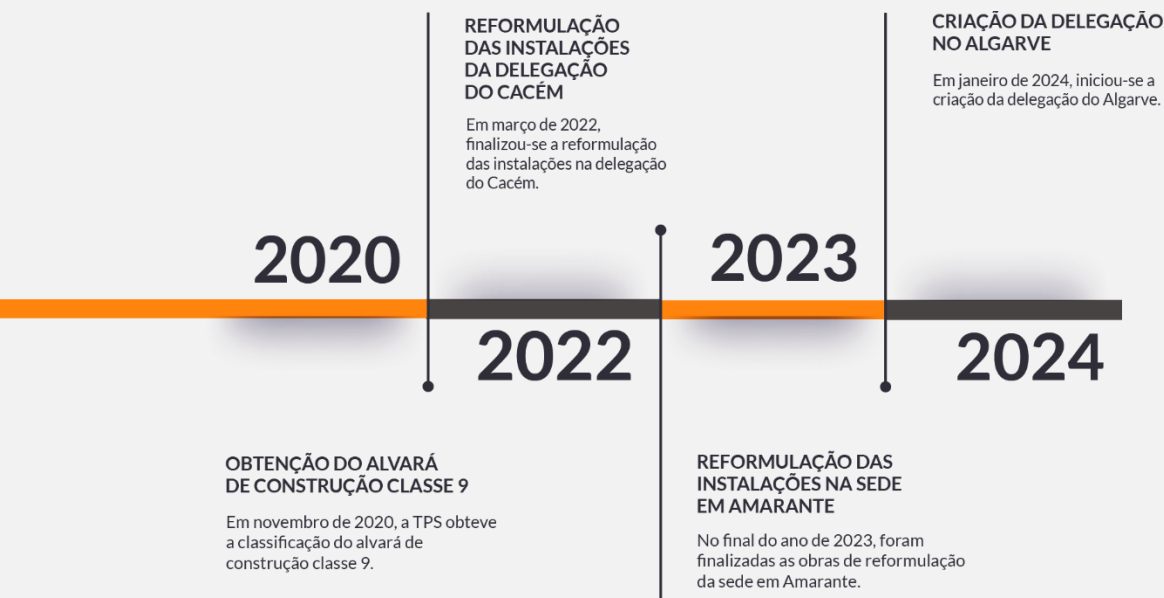 REFORMULAÇÃO
DAS INSTALAÇÕES
DA DELEGAÇÃO
DO CACÉM
Em março de 2022,
finalizou-se a reformulação
das instalações na delegação
do Cacém.
CRIAÇÃO DA DELEGAÇÃO
NO ALGARVE
Em janeiro de 2024, iniciou-se a
criação da delegação do Algarve.
2020
2022
2023
2024
OBTENÇÃO DO ALVARÁ
DE CONSTRUÇÃO CLASSE 9
Em novembro de 2020, a TPS obteve
a classificação do alvará de
construção classe 9.
REFORMULAÇÃO DAS
INSTALAÇÕES NA SEDE
EM AMARANTE
No final do ano de 2023, foram
finalizadas as obras de reformulação
da sede em Amarante.